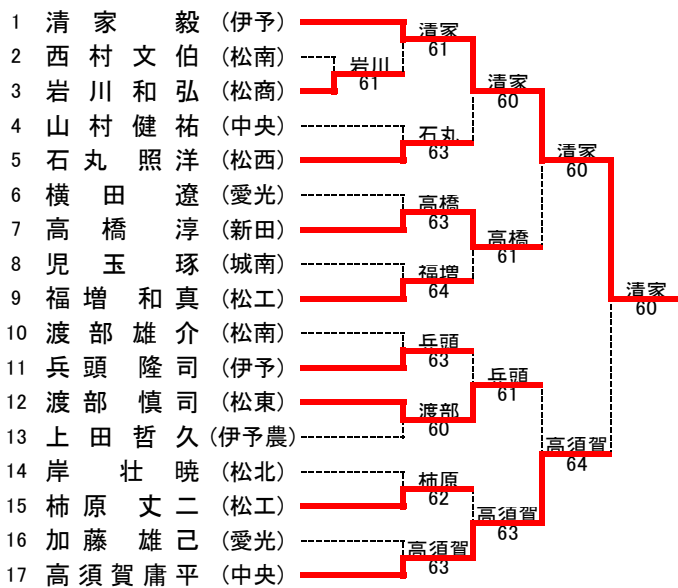 1 清家 毅 (伊予)
2 西村文伯 (松南)
3 岩川和弘 (松商)
4 山村健祐 (中央)
5 石丸照洋 (松西)
6 横田 遼 (愛光)
7 高橋 淳 (新田)
8 児玉 琢 (城南)
9 福増和真 (松工)
10 渡部雄介 (松南)
11 兵頭隆司 (伊予)
12 渡部慎司 (松東)
13 上田哲久 (伊予農)
14 岸 壮暁 (松北)
15 柿原丈二 (松工)
16 加藤雄己 (愛光)
17 高須賀庸平 (中央)
岩川
61
清家
61
石丸
63
高橋
63
福増
64
兵頭
63
渡部
60
柿原
62
高須賀
63
清家
60
高橋
61
兵頭
61
高須賀
63
清家
60
高須賀
64
清家
60